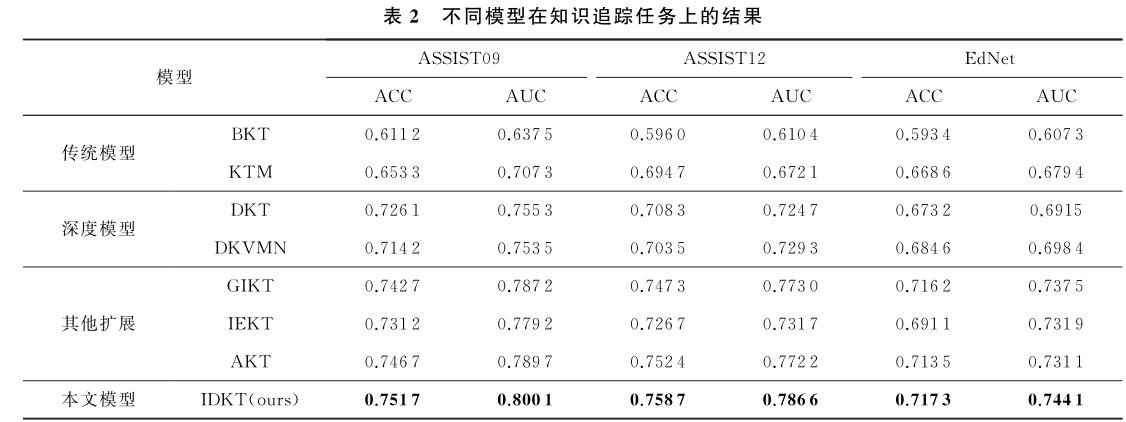 表 2 不同模型在知识追踪任务上的结果
模型 ASSIST09 ASSIST12 EdNet
ACC AUC ACC AUC ACC AUC
传统模型 BKT 0.6112 0.6375 0.5960 0.6104 0.5934 0.6073
KTM 0.6533 0.7073 0.6947 0.6721 0.6686 0.6794
深度模型 DKT 0.7261 0.7553 0.7083 0.7247 0.6732 0.6915
DKVMN 0.7142 0.7535 0.7035 0.7293 0.6846 0.6984
其他扩展 GIKT 0.7427 0.7872 0.7473 0.7730 0.7162 0.7375
IEKT 0.7312 0.7792 0.7267 0.7317 0.6911 0.7319
AKT 0.7467 0.7897 0.7524 0.7722 0.7135 0.7311
本文模型 IDKT(ours) 0.7517 0.8001 0.7587 0.7866 0.7173 0.7441